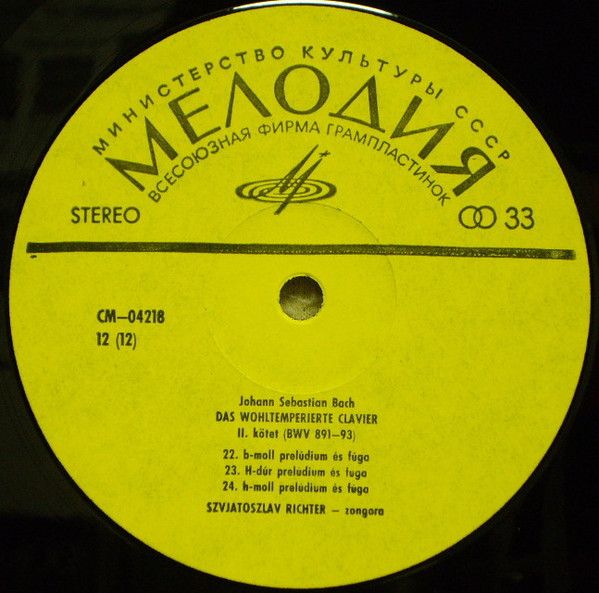 МИНИСТЕРСТВО КУЛЬТУРЫ СССР
МЕЛОДИЯ
ВСЕСОЮЗНАЯ ФИРМА ГРАМПЛАСТИНОК
STEREO
33
СМ—04218
12 (12)
Johann Sebastian Bach
DAS WOHLTEMPERIERTE CLAVIER
II. kötet (BWV 891—93)
22. b-moll prelúdium és fúga
23. H-dúr prelúdium és fuga
24. h-moll prelúdium és fúga
SZVJATOSZLAV RICHTER — zongora